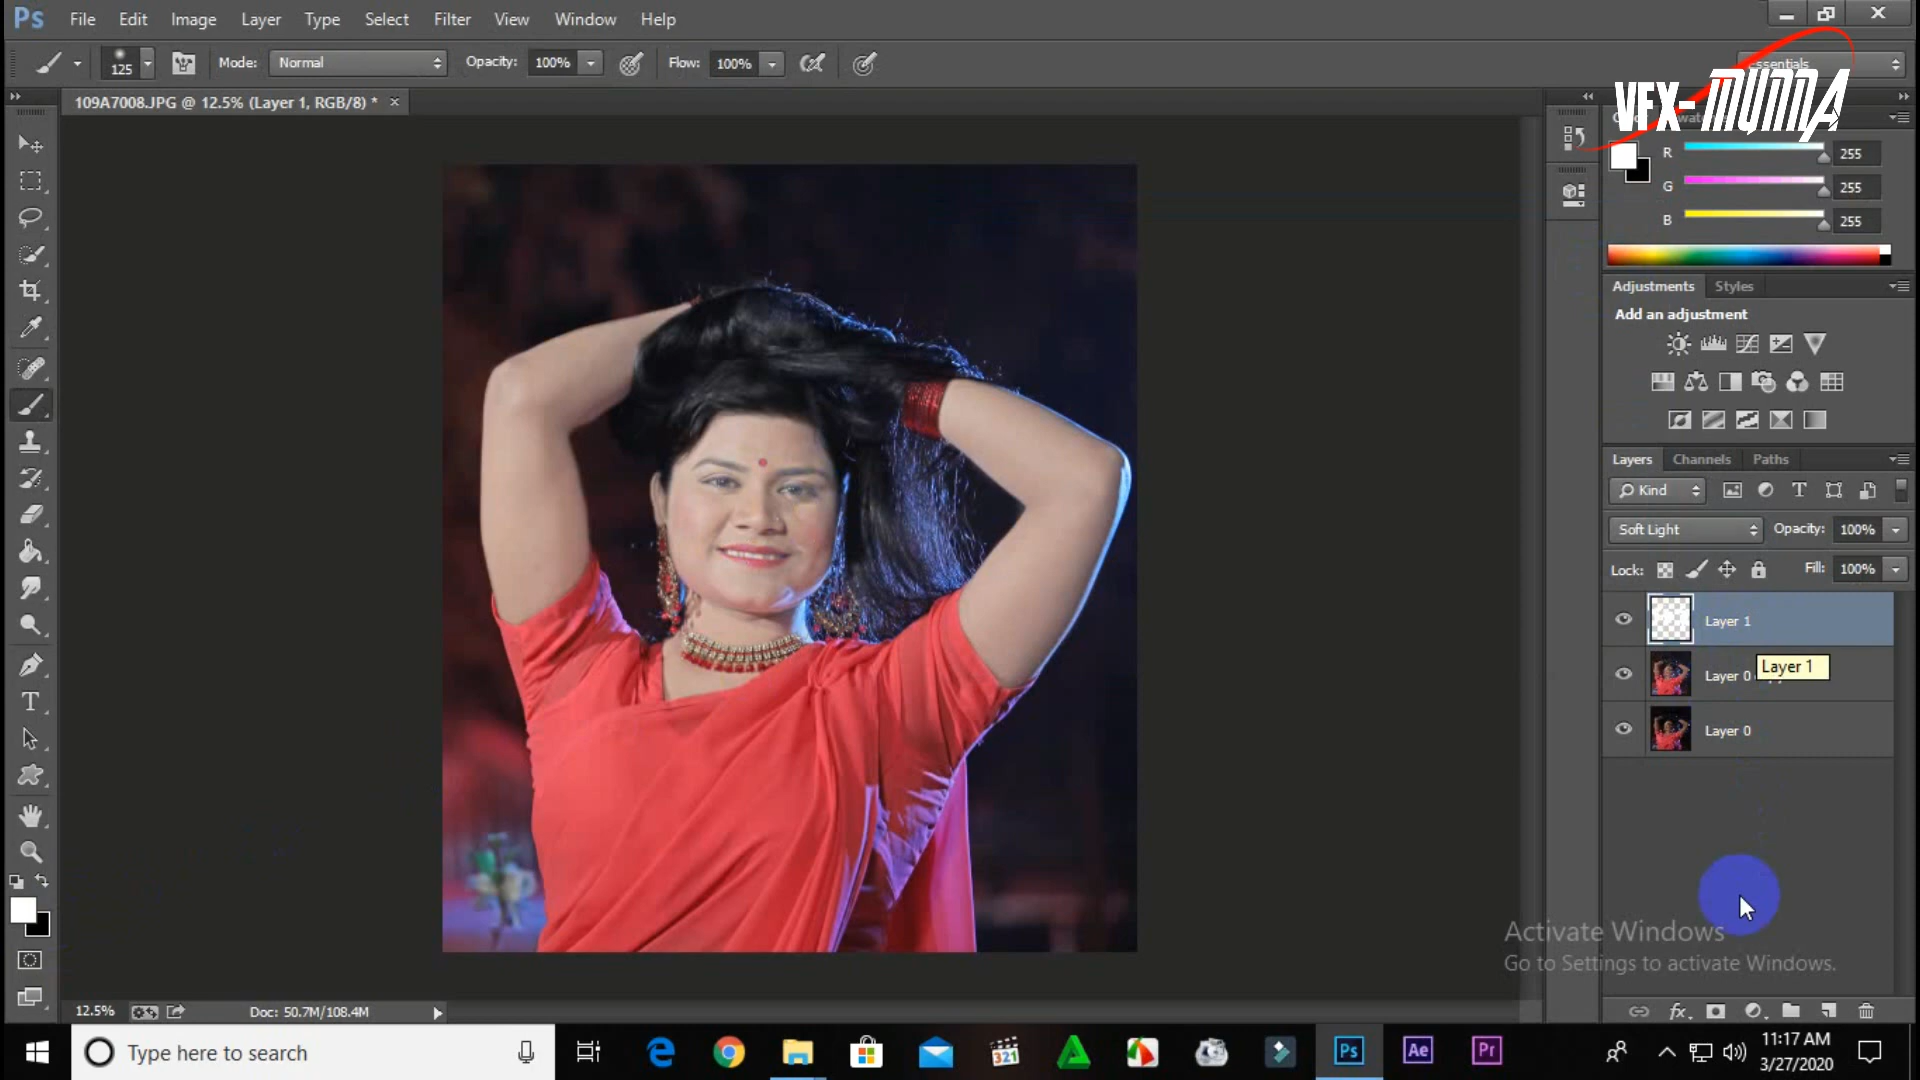 Ps File Edit Image Layer Type Select Filter View Window Help
125 Mode: Normal Opacity: 100% Flow: 100% Essentials
VFX-MUNNA
109A7008.JPG @ 12.5% (Layer 1, RGB/8) * ×
R 255
G 255
B 255
Adjustments Styles
Add an adjustment
Layers Channels Paths
Kind
Soft Light Opacity: 100%
Lock: Fill: 100%
Layer 1
Layer 0
Layer 1
Layer 0
Activate Windows
Go to Settings to activate Windows.
12.5% Doc: 50.7M/108.4M
fx
Type here to search
321
Ps Ae Pr
11:17 AM
3/27/2020